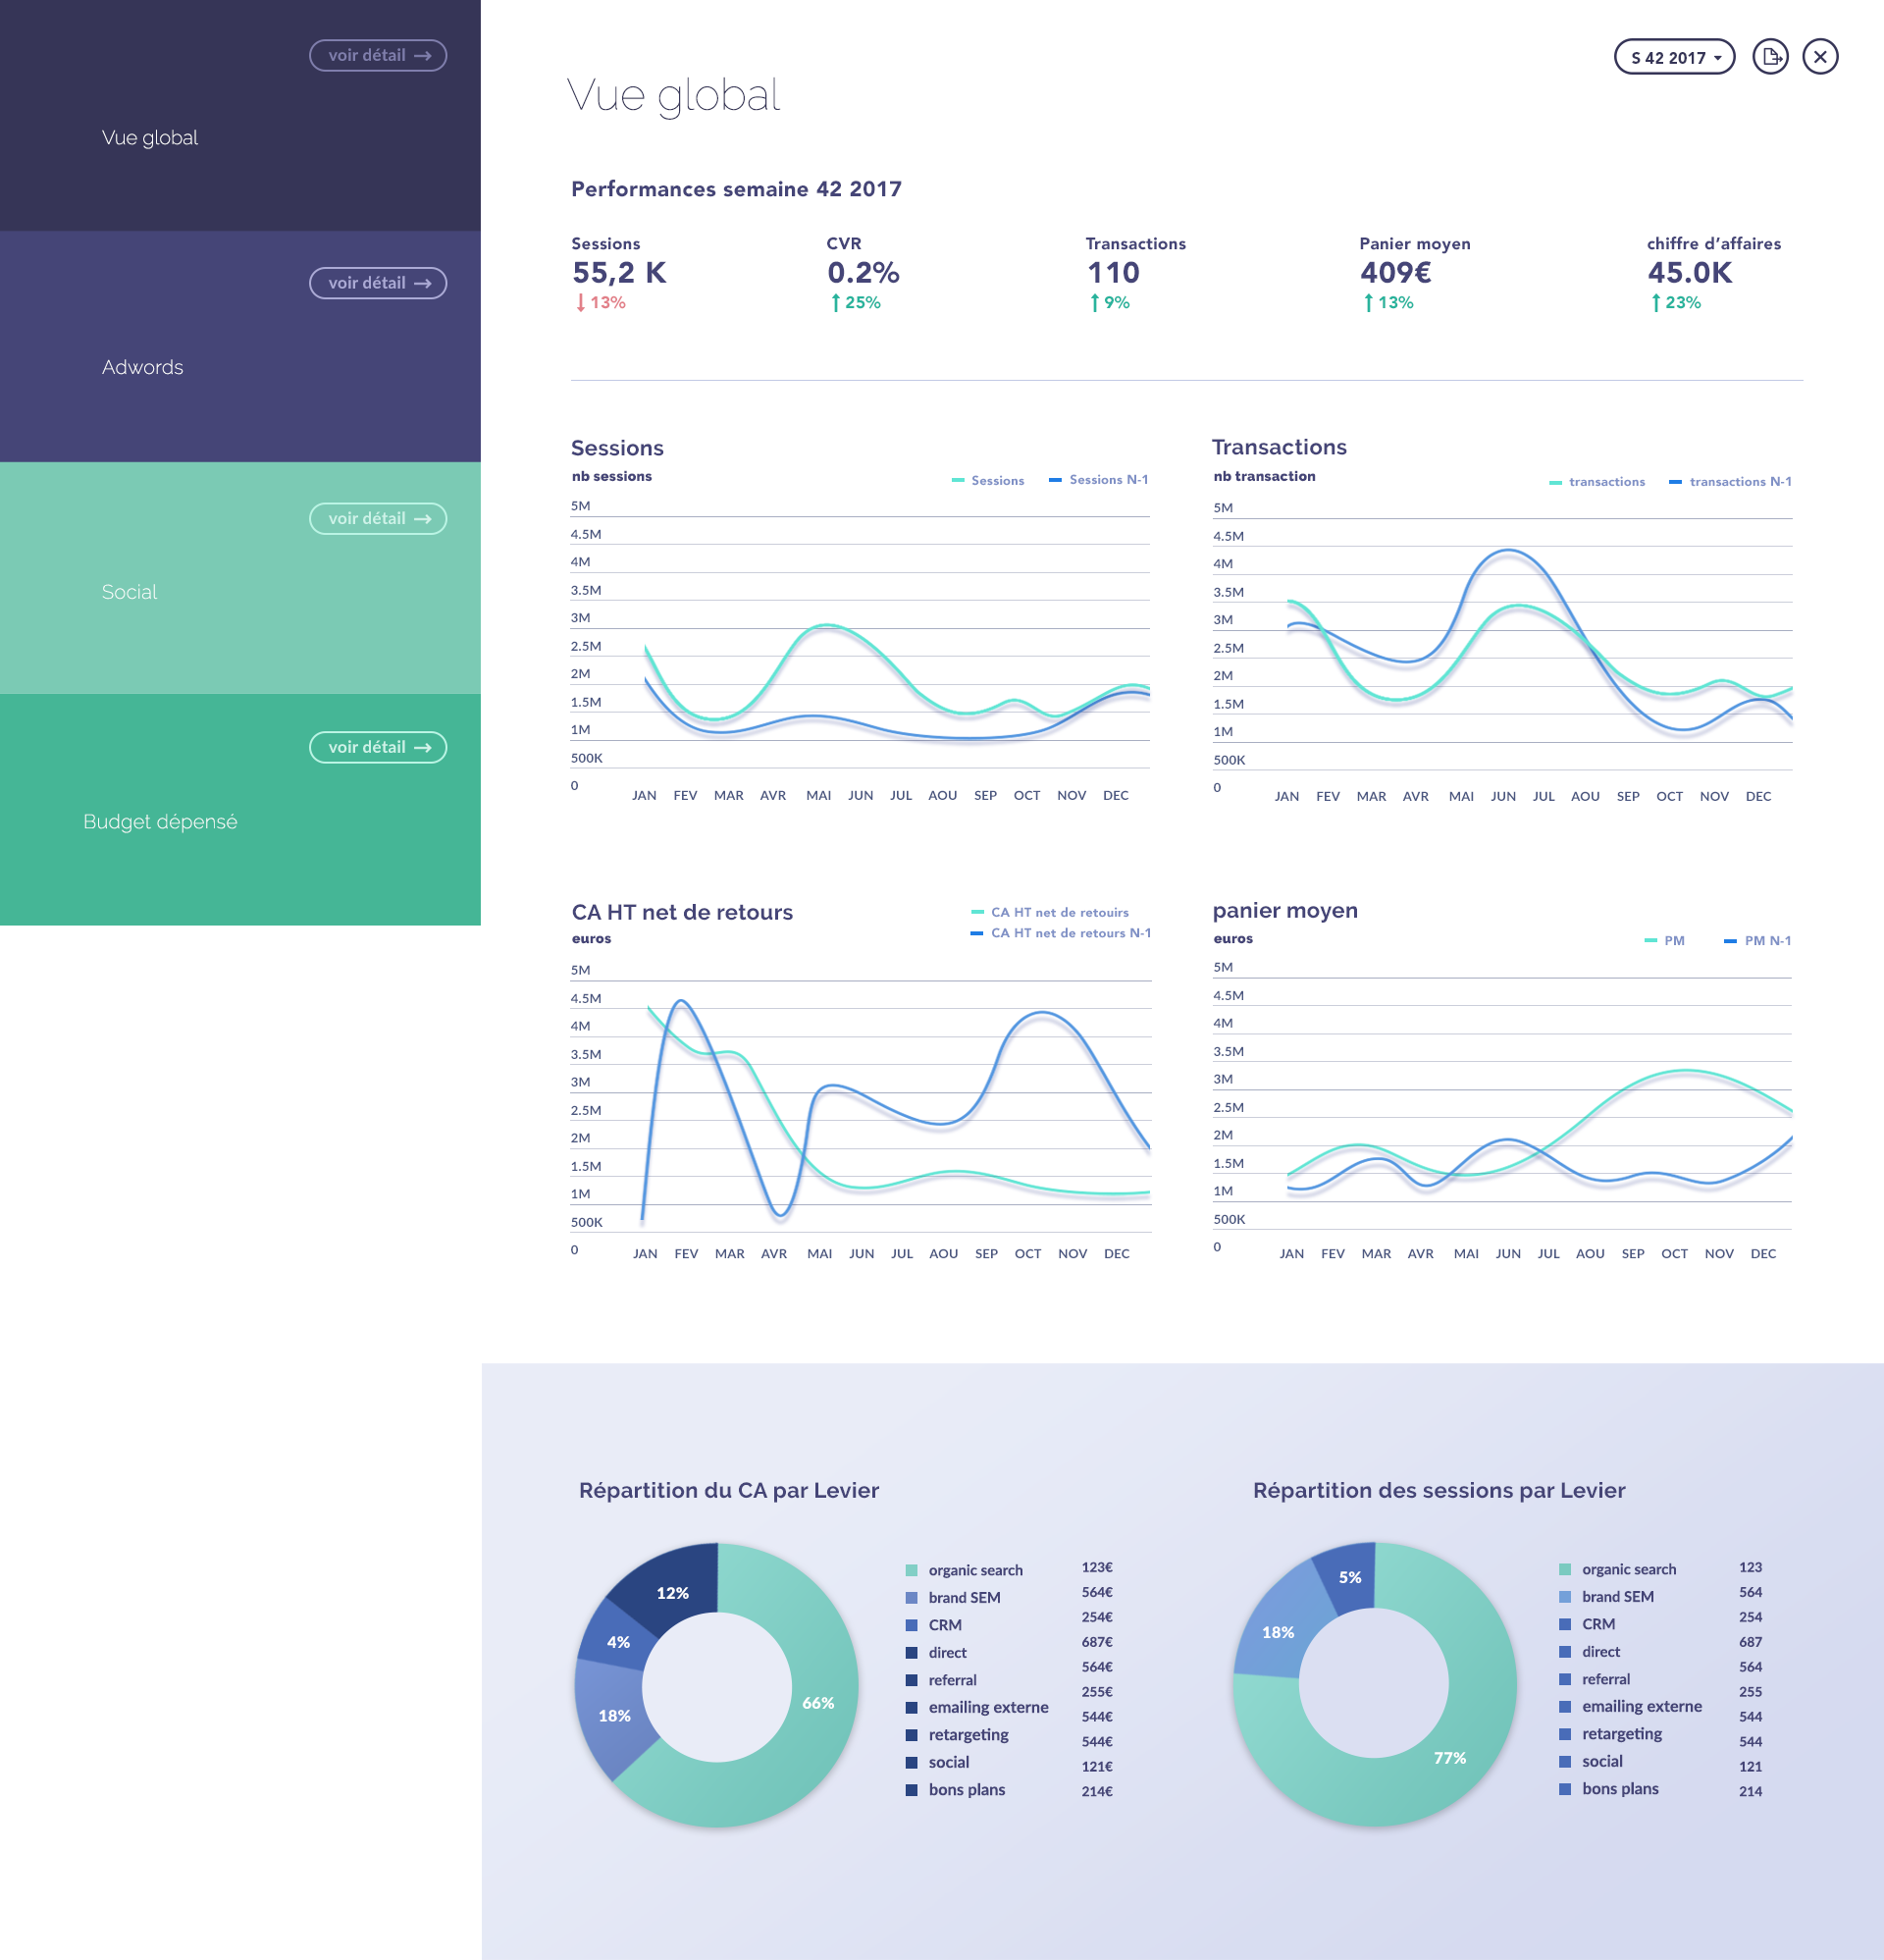 voir détail →
Vue global
voir détail →
Adwords
voir détail →
Social
voir détail →
Budget dépensé
S 42 2017
Vue global
Performances semaine 42 2017
Sessions
55,2 K
↓ 13%
CVR
0.2%
↑ 25%
Transactions
110
↑ 9%
Panier moyen
409€
↑ 13%
chiffre d’affaires
45.0K
↑ 23%
Sessions
nb sessions
Sessions Sessions N-1
5M
4.5M
4M
3.5M
3M
2.5M
2M
1.5M
1M
500K
0
JAN FEV MAR AVR MAI JUN JUL AOU SEP OCT NOV DEC
Transactions
nb transaction
transactions transactions N-1
5M
4.5M
4M
3.5M
3M
2.5M
2M
1.5M
1M
500K
0
JAN FEV MAR AVR MAI JUN JUL AOU SEP OCT NOV DEC
CA HT net de retours
euros
CA HT net de retouirs
CA HT net de retours N-1
5M
4.5M
4M
3.5M
3M
2.5M
2M
1.5M
1M
500K
0
JAN FEV MAR AVR MAI JUN JUL AOU SEP OCT NOV DEC
panier moyen
euros
PM PM N-1
5M
4.5M
4M
3.5M
3M
2.5M
2M
1.5M
1M
500K
0
JAN FEV MAR AVR MAI JUN JUL AOU SEP OCT NOV DEC
Répartition du CA par Levier
12%
4%
18%
66%
organic search 123€
brand SEM 564€
CRM 254€
direct 687€
referral 564€
emailing externe 255€
retargeting 544€
social 544€
bons plans 121€
214€
Répartition des sessions par Levier
5%
18%
77%
organic search 123
brand SEM 564
CRM 254
direct 687
referral 564
emailing externe 255
retargeting 544
social 544
bons plans 121
214